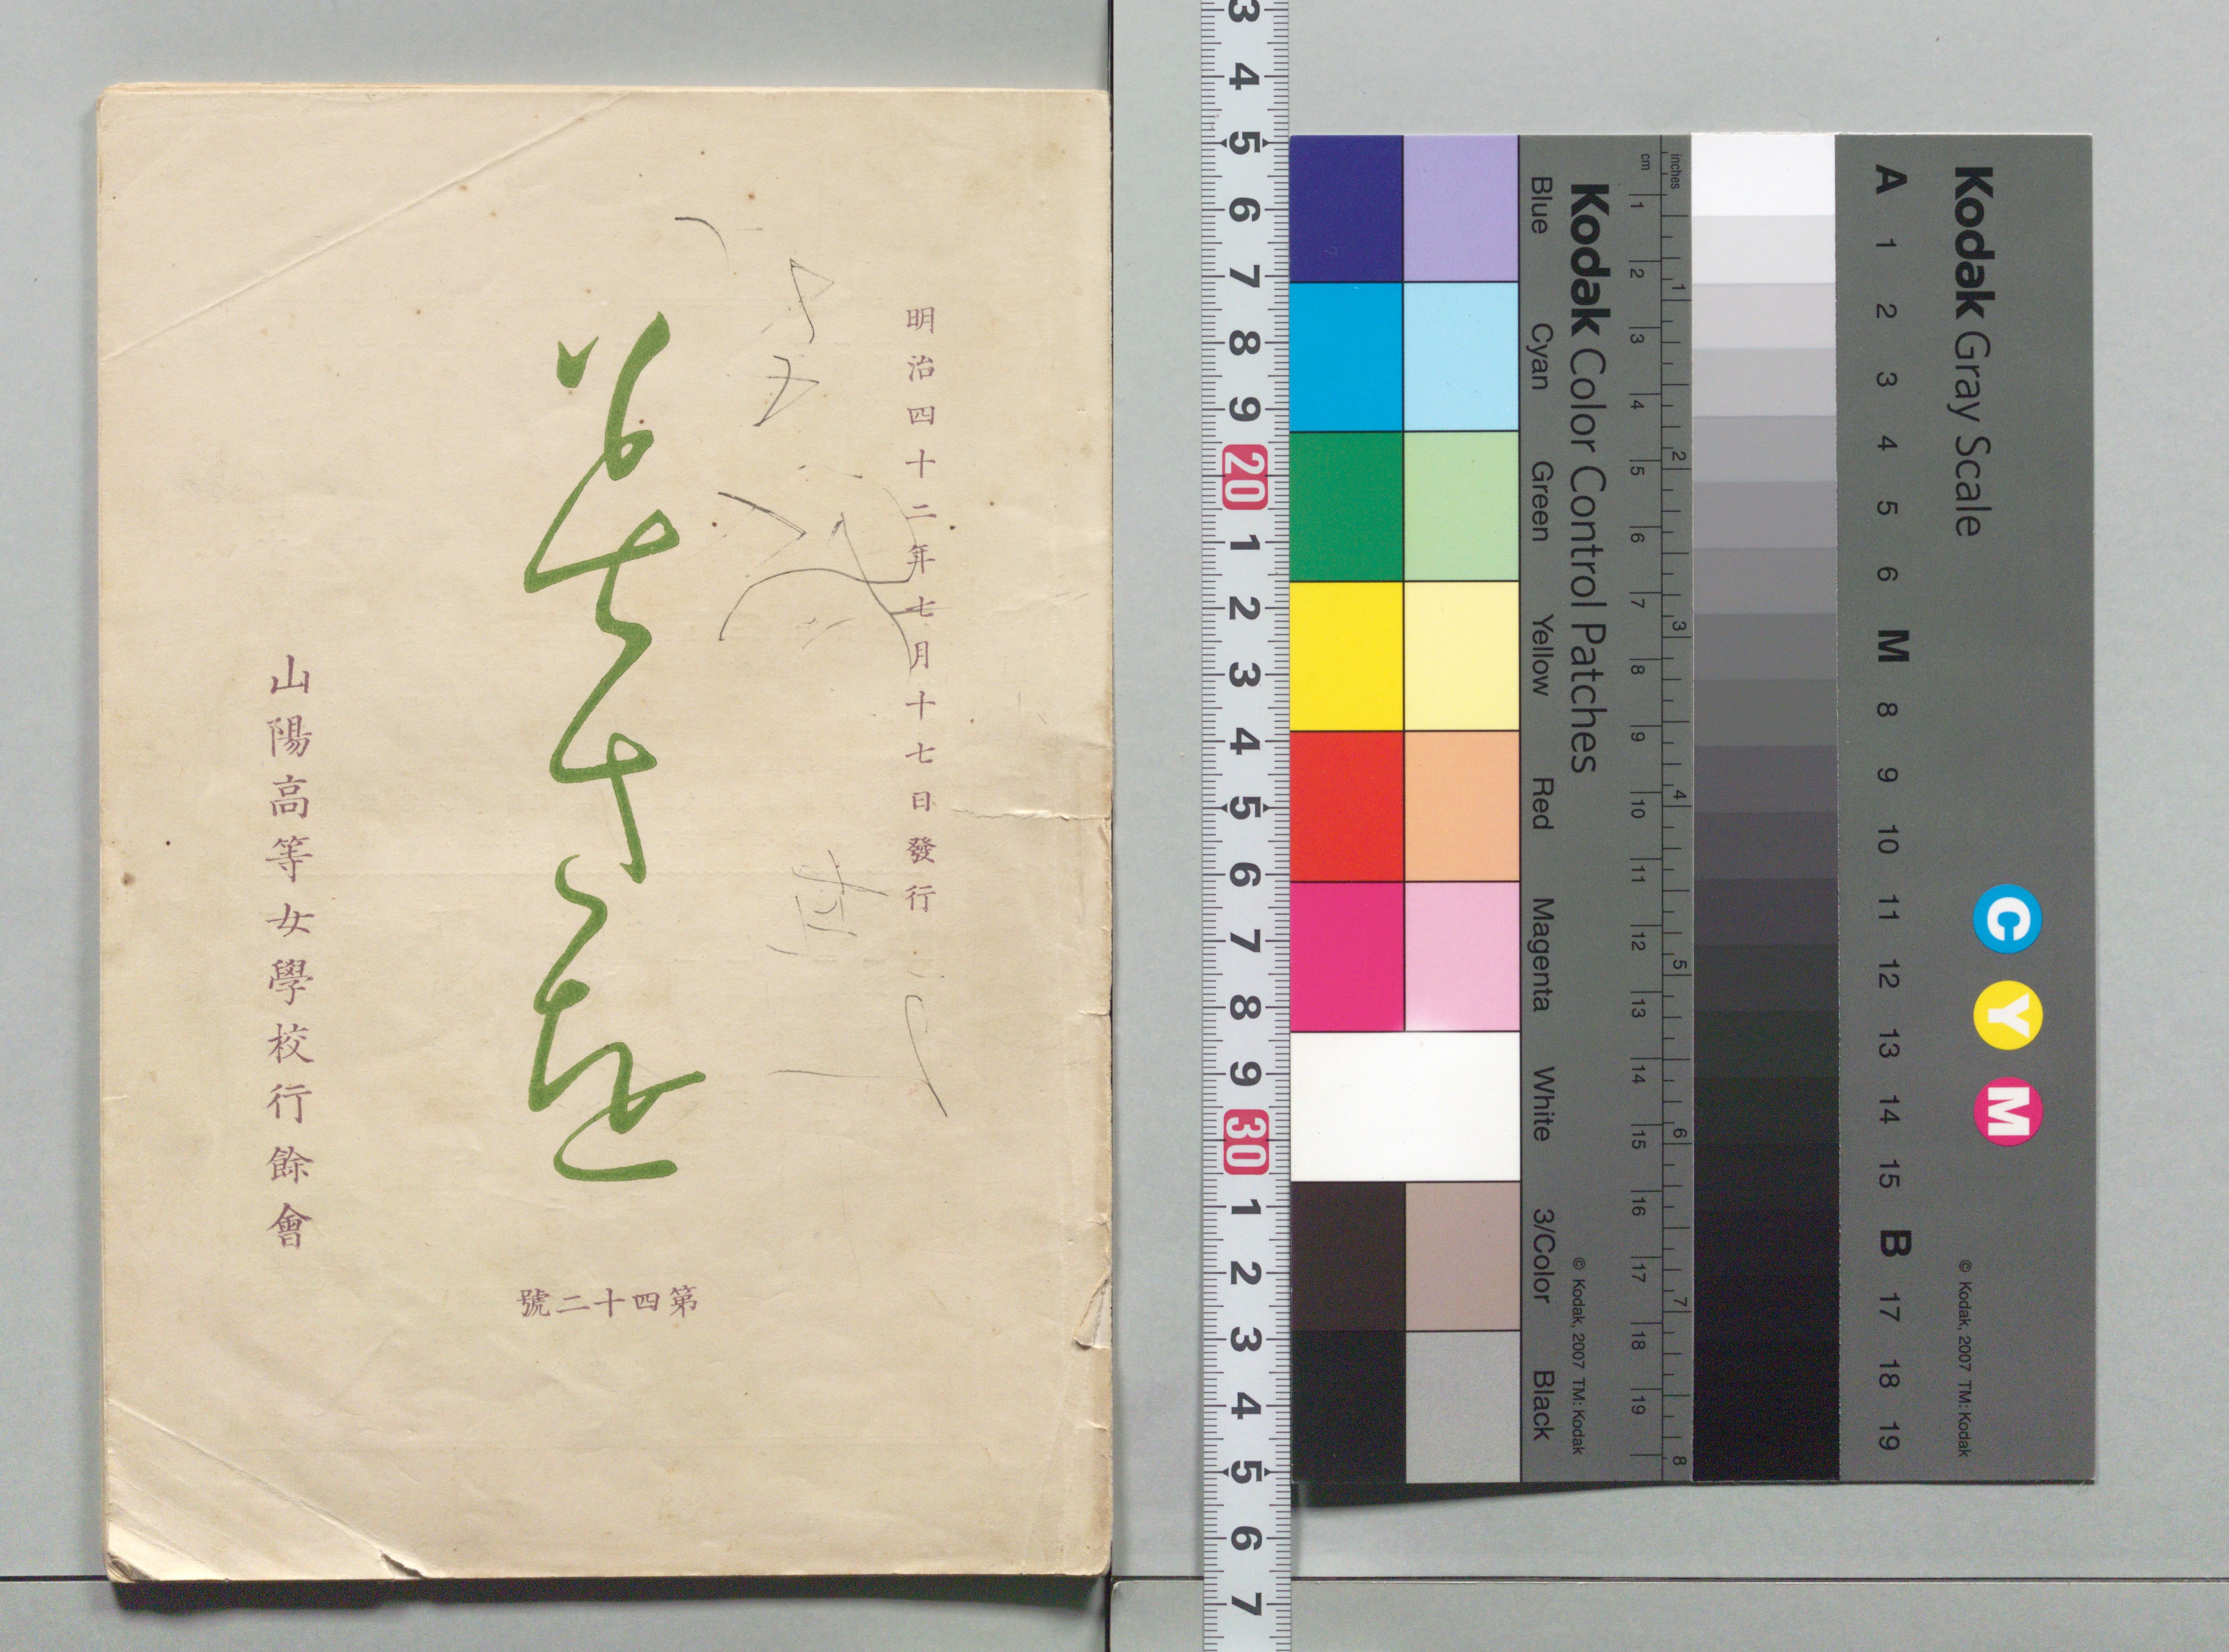 明治四十二年七月十七日發行
みさを
山陽高等女學校行餘會
第四十二號
3 4 5 6 7 8 9 20 1 2 3 4 5 6 7 8 9 30 1 2 3 4 5 6 7
Kodak Color Control Patches
© Kodak, 2007 TM: Kodak
Blue Cyan Green Yellow Red Magenta White 3/Color Black
inches 1 2 3 4 5 6 7 8
cm 1 2 3 4 5 6 7 8 9 10 11 12 13 14 15 16 17 18 19
Kodak Gray Scale
C Y M
© Kodak, 2007 TM: Kodak
A 1 2 3 4 5 6 M 8 9 10 11 12 13 14 15 B 17 18 19